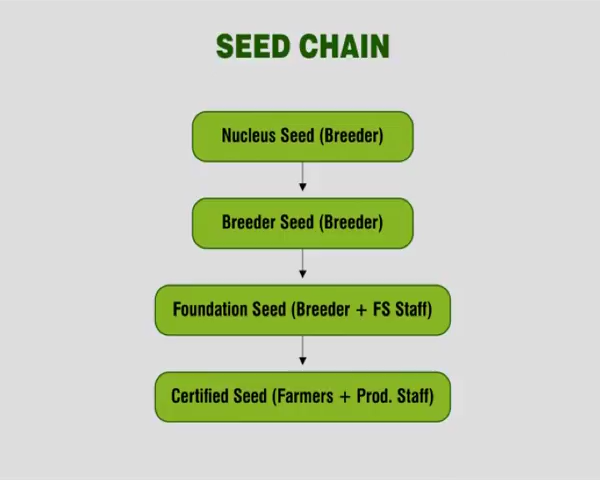 SEED CHAIN
Nucleus Seed (Breeder)
Breeder Seed (Breeder)
Foundation Seed (Breeder + FS Staff)
Certified Seed (Farmers + Prod. Staff)